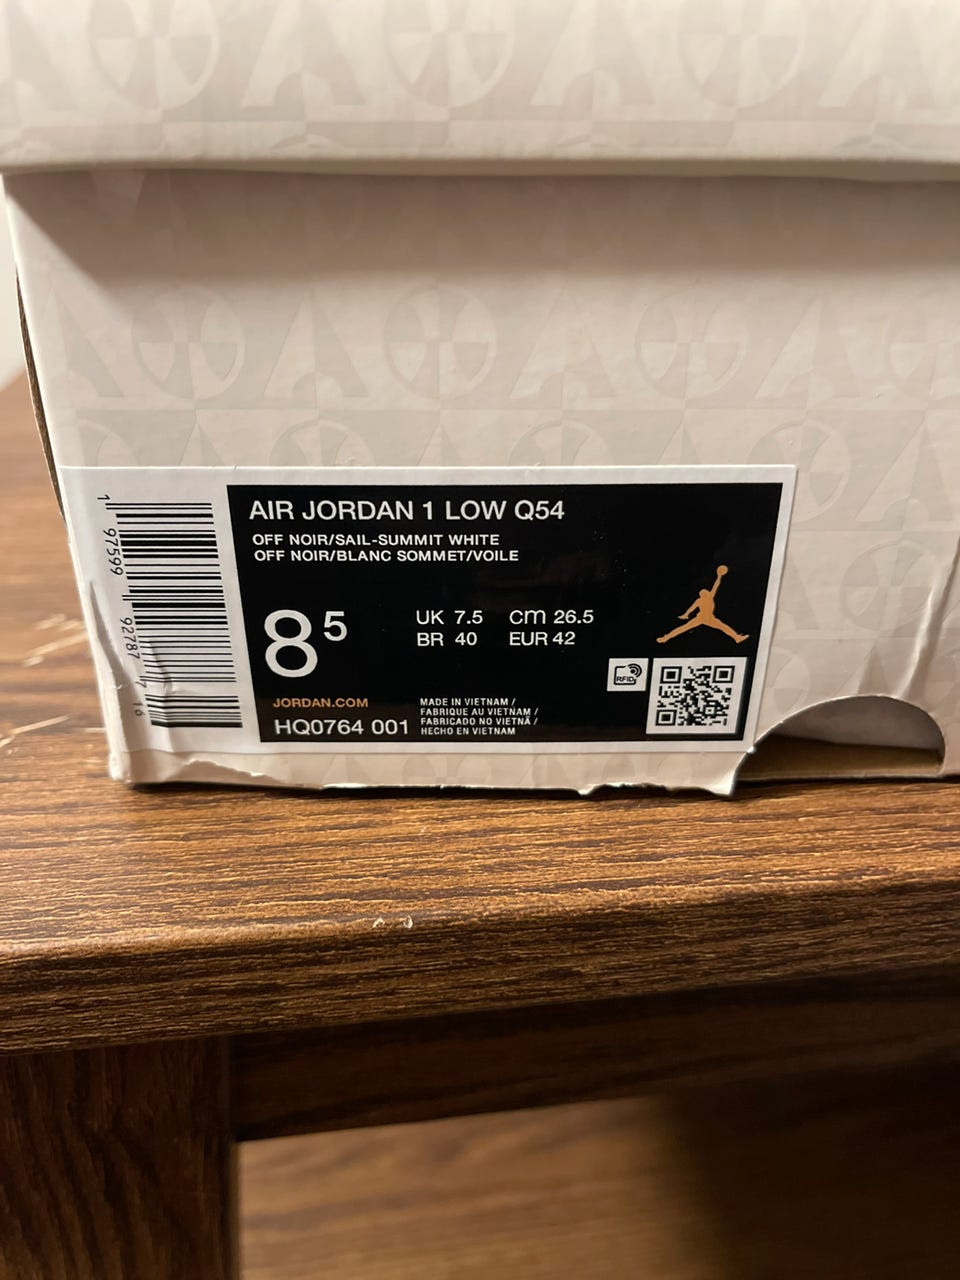 AIR JORDAN 1 LOW Q54
OFF NOIR/SAIL-SUMMIT WHITE
OFF NOIR/BLANC SOMMET/VOILE
8 5
UK 7.5 cm 26.5
BR 40 EUR 42
RFID
JORDAN.COM
HQ0764 001
MADE IN VIETNAM /
FABRIQUE AU VIETNAM /
FABRICADO NO VIETNÃ /
HECHO EN VIETNAM
1 97599 92787 7 16